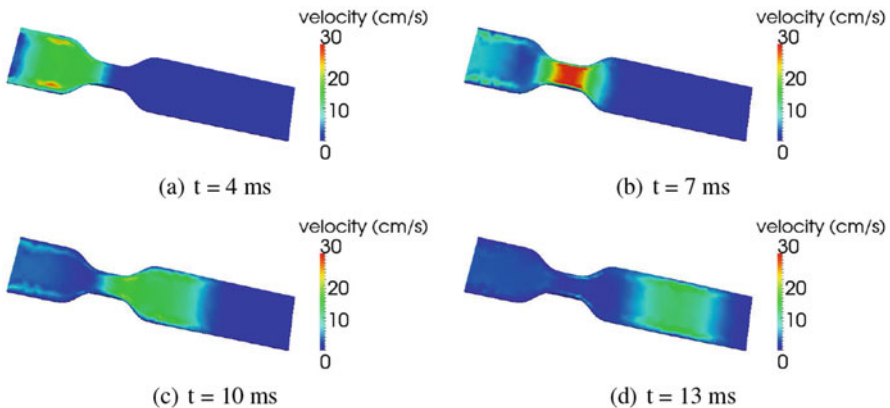 velocity (cm/s)
30
20
10
0
(a) t = 4 ms
velocity (cm/s)
30
20
10
0
(b) t = 7 ms
velocity (cm/s)
30
20
10
0
(c) t = 10 ms
velocity (cm/s)
30
20
10
0
(d) t = 13 ms